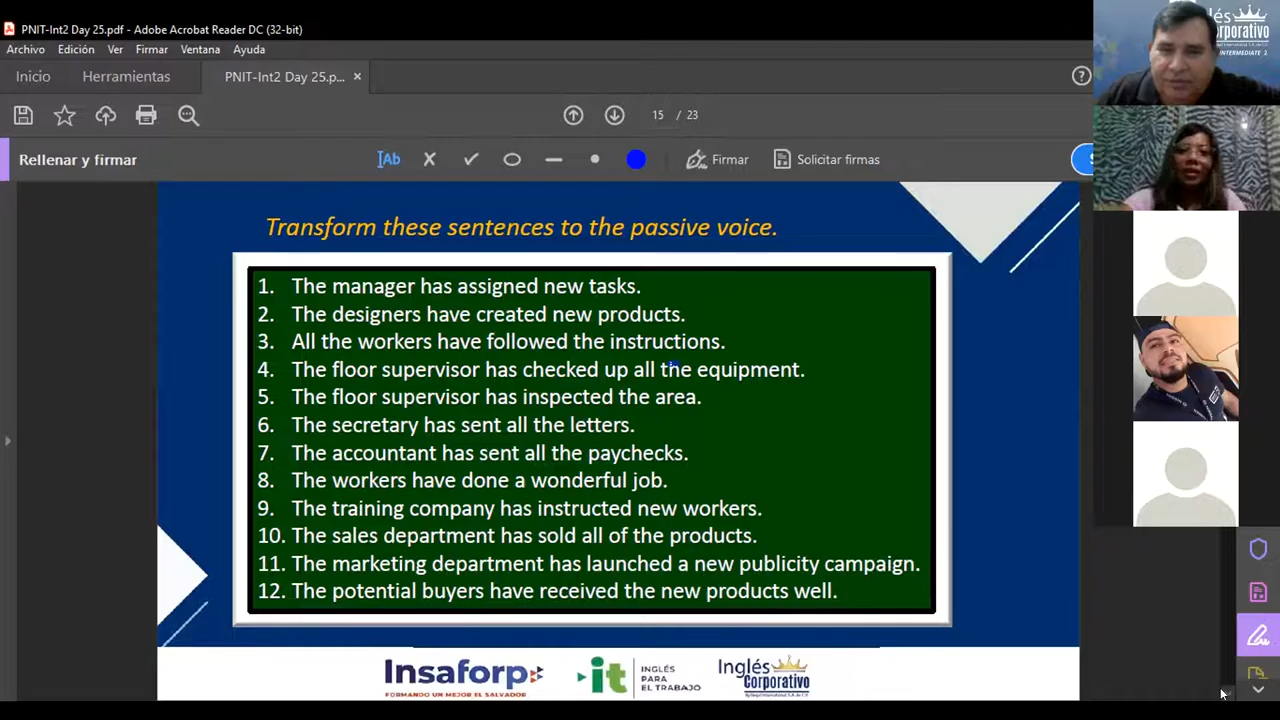 PNIT-Int2 Day 25.pdf - Adobe Acrobat Reader DC (32-bit)
Archivo Edición Ver Firmar Ventana Ayuda
Inicio Herramientas PNIT-Int2 Day 25.p... ×
15 / 23
Rellenar y firmar
Ab Firmar Solicitar firmas
Transform these sentences to the passive voice.
1. The manager has assigned new tasks.
2. The designers have created new products.
3. All the workers have followed the instructions.
4. The floor supervisor has checked up all the equipment.
5. The floor supervisor has inspected the area.
6. The secretary has sent all the letters.
7. The accountant has sent all the paychecks.
8. The workers have done a wonderful job.
9. The training company has instructed new workers.
10. The sales department has sold all of the products.
11. The marketing department has launched a new publicity campaign.
12. The potential buyers have received the new products well.
Insaforp
FORMANDO UN MEJOR EL SALVADOR
it
INGLÉS
PARA
EL TRABAJO
Inglés
Corporativo
lés
orporativo
INTERMEDIATE 2